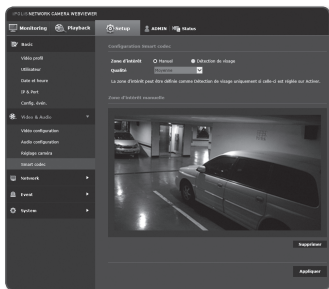 iPOLiS NETWORK CAMERA WEBVIEWER
Monitoring Playback Setup ADMIN Status
Basic
Vidéo profil
Utilisateur
Date et heure
IP & Port
Config. évén.
Video & Audio
Vidéo configuration
Audio configuration
Réglage caméra
Smart codec
Network
Event
System
Configuration Smart codec
Zone d'intérêt Manual Détection de visage
Qualité
La zone d'intérêt peut être définie comme Détection de visage uniquement si celle-ci est réglée sur Activer.
Zone d'intérêt manuelle
Supprimer
Appliquer